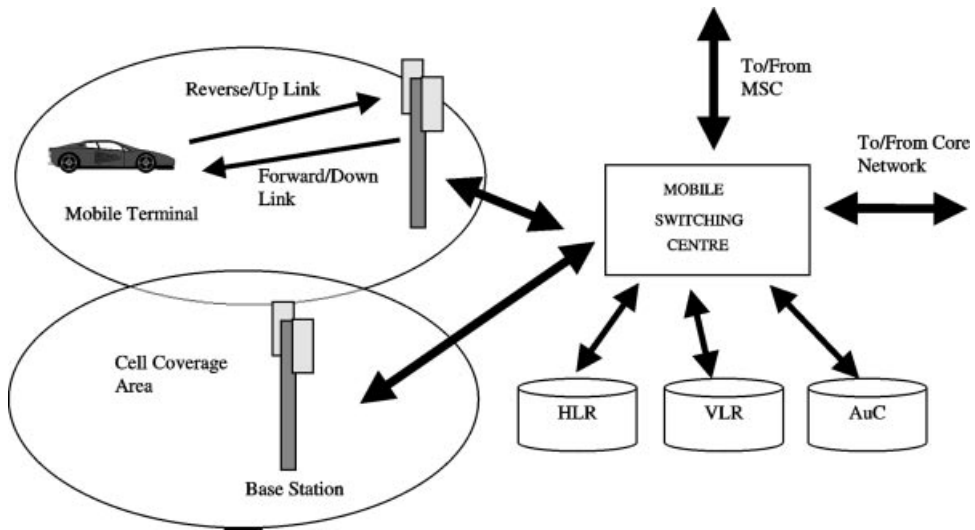 Reverse/Up Link
Forward/Down
Link
Mobile Terminal
To/From
MSC
To/From Core
Network
MOBILE
SWITCHING
CENTRE
Cell Coverage
Area
Base Station
HLR
VLR
AuC